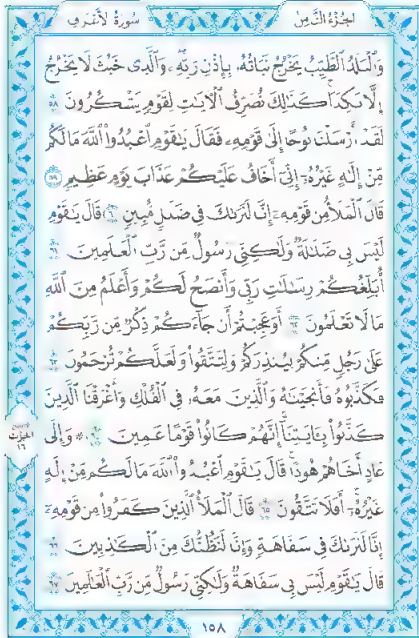 الجزء الثامن سورة الأعراف
وَٱلْبَلَدُ ٱلطَّيِّبُ يَخْرُجُ نَبَاتُهُۥ بِإِذْنِ رَبِّهِۦ وَٱلَّذِى خَبُثَ لَا يَخْرُجُ
إِلَّا نَكِدًا كَذَٰلِكَ نُصَرِّفُ ٱلْءَايَٰتِ لِقَوْمٍ يَشْكُرُونَ ٥٨
لَقَدْ أَرْسَلْنَا نُوحًا إِلَىٰ قَوْمِهِۦ فَقَالَ يَٰقَوْمِ ٱعْبُدُوا۟ ٱللَّهَ مَا لَكُم
مِّنْ إِلَٰهٍ غَيْرُهُۥٓ إِنِّىٓ أَخَافُ عَلَيْكُمْ عَذَابَ يَوْمٍ عَظِيمٍ ٥٩
قَالَ ٱلْمَلَأُ مِن قَوْمِهِۦٓ إِنَّا لَنَرَىٰكَ فِى ضَلَٰلٍ مُّبِينٍ ٦٠ قَالَ يَٰقَوْمِ
لَيْسَ بِى ضَلَٰلَةٌ وَلَٰكِنِّى رَسُولٌ مِّن رَّبِّ ٱلْعَٰلَمِينَ ٦١
أُبَلِّغُكُمْ رِسَٰلَٰتِ رَبِّى وَأَنصَحُ لَكُمْ وَأَعْلَمُ مِنَ ٱللَّهِ
مَا لَا تَعْلَمُونَ ٦٢ أَوَعَجِبْتُمْ أَن جَآءَكُمْ ذِكْرٌ مِّن رَّبِّكُمْ
عَلَىٰ رَجُلٍ مِّنكُمْ لِيُنذِرَكُمْ وَلِتَتَّقُوا۟ وَلَعَلَّكُمْ تُرْحَمُونَ ٦٣
فَكَذَّبُوهُ فَأَنجَيْنَٰهُ وَٱلَّذِينَ مَعَهُۥ فِى ٱلْفُلْكِ وَأَغْرَقْنَا ٱلَّذِينَ
كَذَّبُوا۟ بِـَٔايَٰتِنَآ إِنَّهُمْ كَانُوا۟ قَوْمًا عَمِينَ ٦٤ ۞ وَإِلَىٰ
عَادٍ أَخَاهُمْ هُودًا قَالَ يَٰقَوْمِ ٱعْبُدُوا۟ ٱللَّهَ مَا لَكُم مِّنْ إِلَٰهٍ
غَيْرُهُۥٓ أَفَلَا تَتَّقُونَ ٦٥ قَالَ ٱلْمَلَأُ ٱلَّذِينَ كَفَرُوا۟ مِن قَوْمِهِۦٓ
إِنَّا لَنَرَىٰكَ فِى سَفَاهَةٍ وَإِنَّا لَنَظُنُّكَ مِنَ ٱلْكَٰذِبِينَ ٦٦
قَالَ يَٰقَوْمِ لَيْسَ بِى سَفَاهَةٌ وَلَٰكِنِّى رَسُولٌ مِّن رَّبِّ ٱلْعَٰلَمِينَ ٦٧
الحزب ١٦
١٥٨